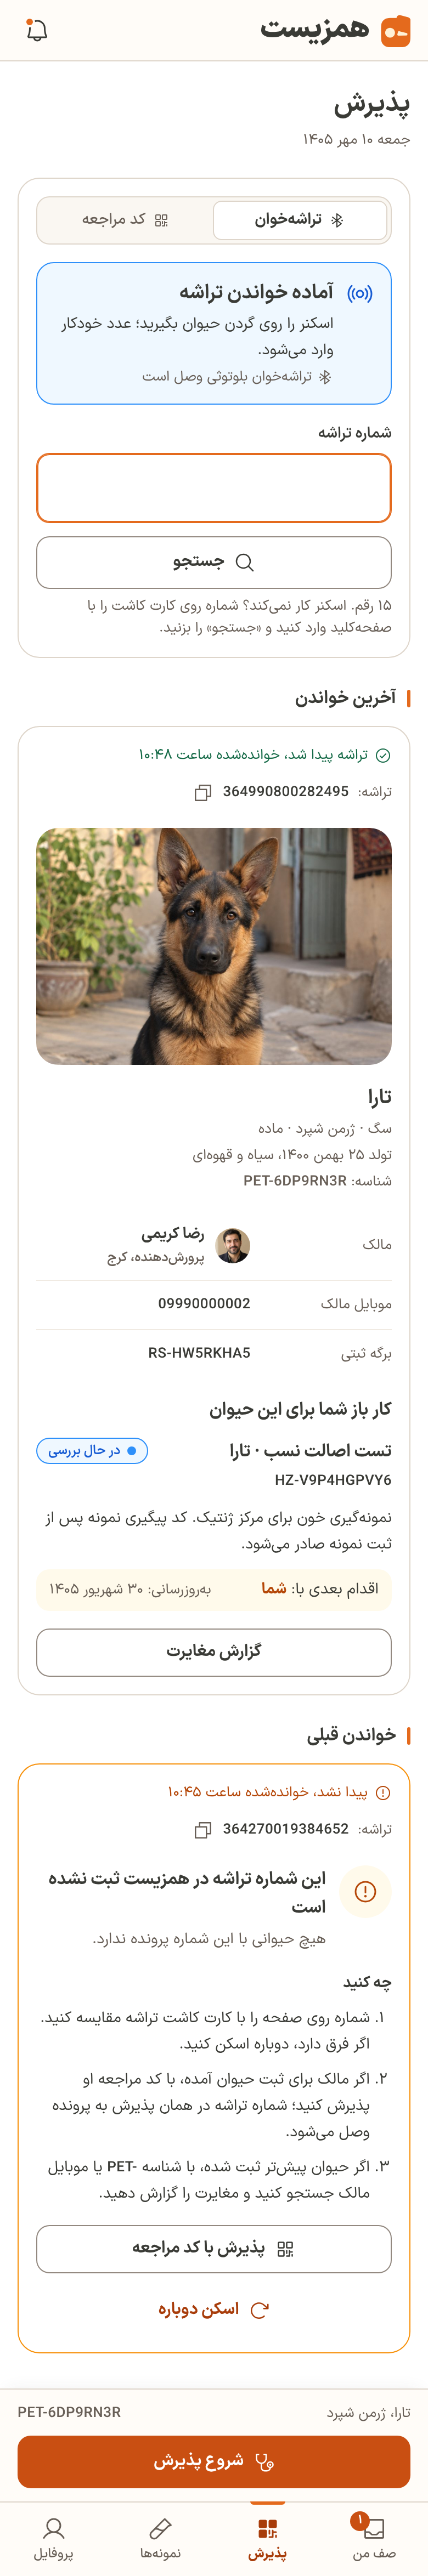 همزیست
پذیرش
جمعه ۱۰ مهر ۱۴۰۵
تراشه‌خوان
کد مراجعه
آماده خواندن تراشه
اسکنر را روی گردن حیوان بگیرید؛ عدد خودکار
وارد می‌شود.
تراشه‌خوان بلوتوثی وصل است
شماره تراشه
جستجو
۱۵ رقم. اسکنر کار نمی‌کند؟ شماره روی کارت کاشت را با
صفحه‌کلید وارد کنید و «جستجو» را بزنید.
آخرین خواندن
تراشه پیدا شد، خوانده‌شده ساعت ۱۰:۴۸
تراشه: 364990800282495
تارا
سگ · ژرمن شپرد · ماده
تولد ۲۵ بهمن ۱۴۰۰، سیاه و قهوه‌ای
شناسه: PET-6DP9RN3R
مالک
رضا کریمی
پرورش‌دهنده، کرج
موبایل مالک 09990000002
برگه ثبتی RS-HW5RKHA5
کار باز شما برای این حیوان
تست اصالت نسب · تارا
در حال بررسی
HZ-V9P4HGPVY6
نمونه‌گیری خون برای مرکز ژنتیک. کد پیگیری نمونه پس از
ثبت نمونه صادر می‌شود.
اقدام بعدی با: شما
به‌روزرسانی: ۳۰ شهریور ۱۴۰۵
گزارش مغایرت
خواندن قبلی
پیدا نشد، خوانده‌شده ساعت ۱۰:۴۵
تراشه: 364270019384652
این شماره تراشه در همزیست ثبت نشده
است
هیچ حیوانی با این شماره پرونده ندارد.
چه کنید
۱. شماره روی صفحه را با کارت کاشت تراشه مقایسه کنید.
اگر فرق دارد، دوباره اسکن کنید.
۲. اگر مالک برای ثبت حیوان آمده، با کد مراجعه او
پذیرش کنید؛ شماره تراشه در همان پذیرش به پرونده
وصل می‌شود.
۳. اگر حیوان پیش‌تر ثبت شده، با شناسه PET-‎ یا موبایل
مالک جستجو کنید و مغایرت را گزارش دهید.
پذیرش با کد مراجعه
اسکن دوباره
تارا، ژرمن شپرد
PET-6DP9RN3R
شروع پذیرش
۱
صف من
پذیرش
نمونه‌ها
پروفایل